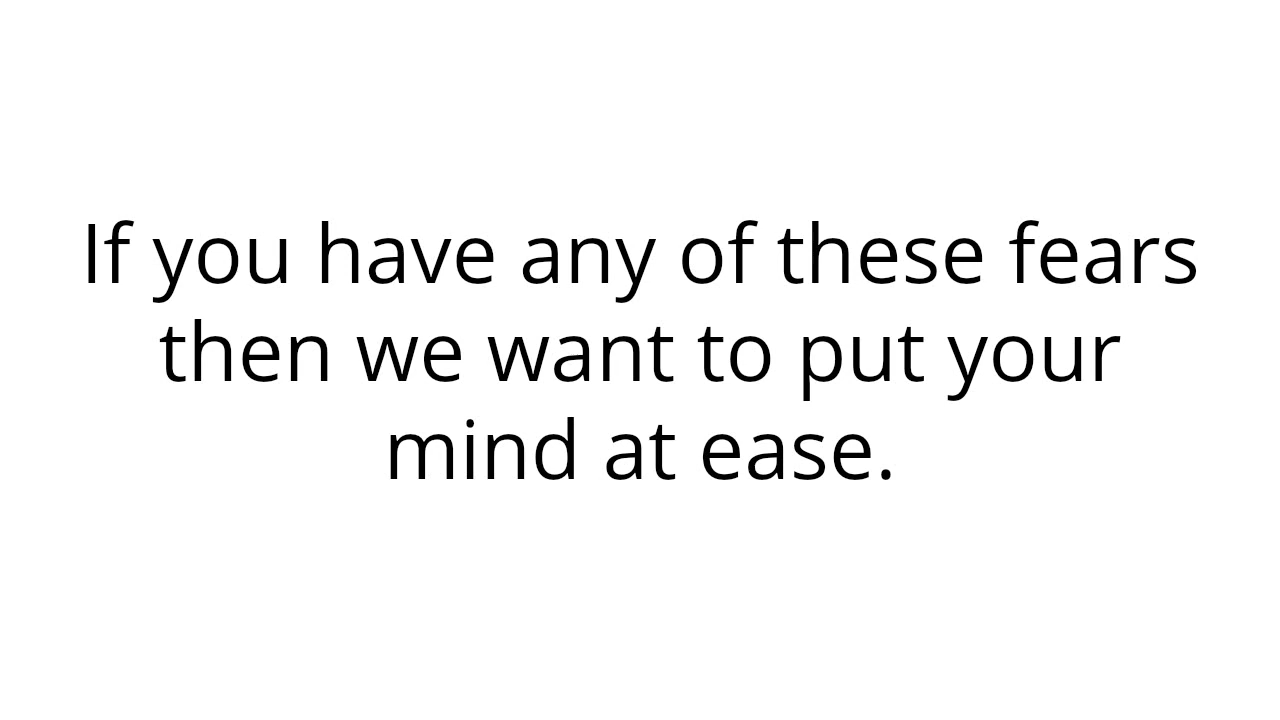 If you have any of these fears
then we want to put your
mind at ease.